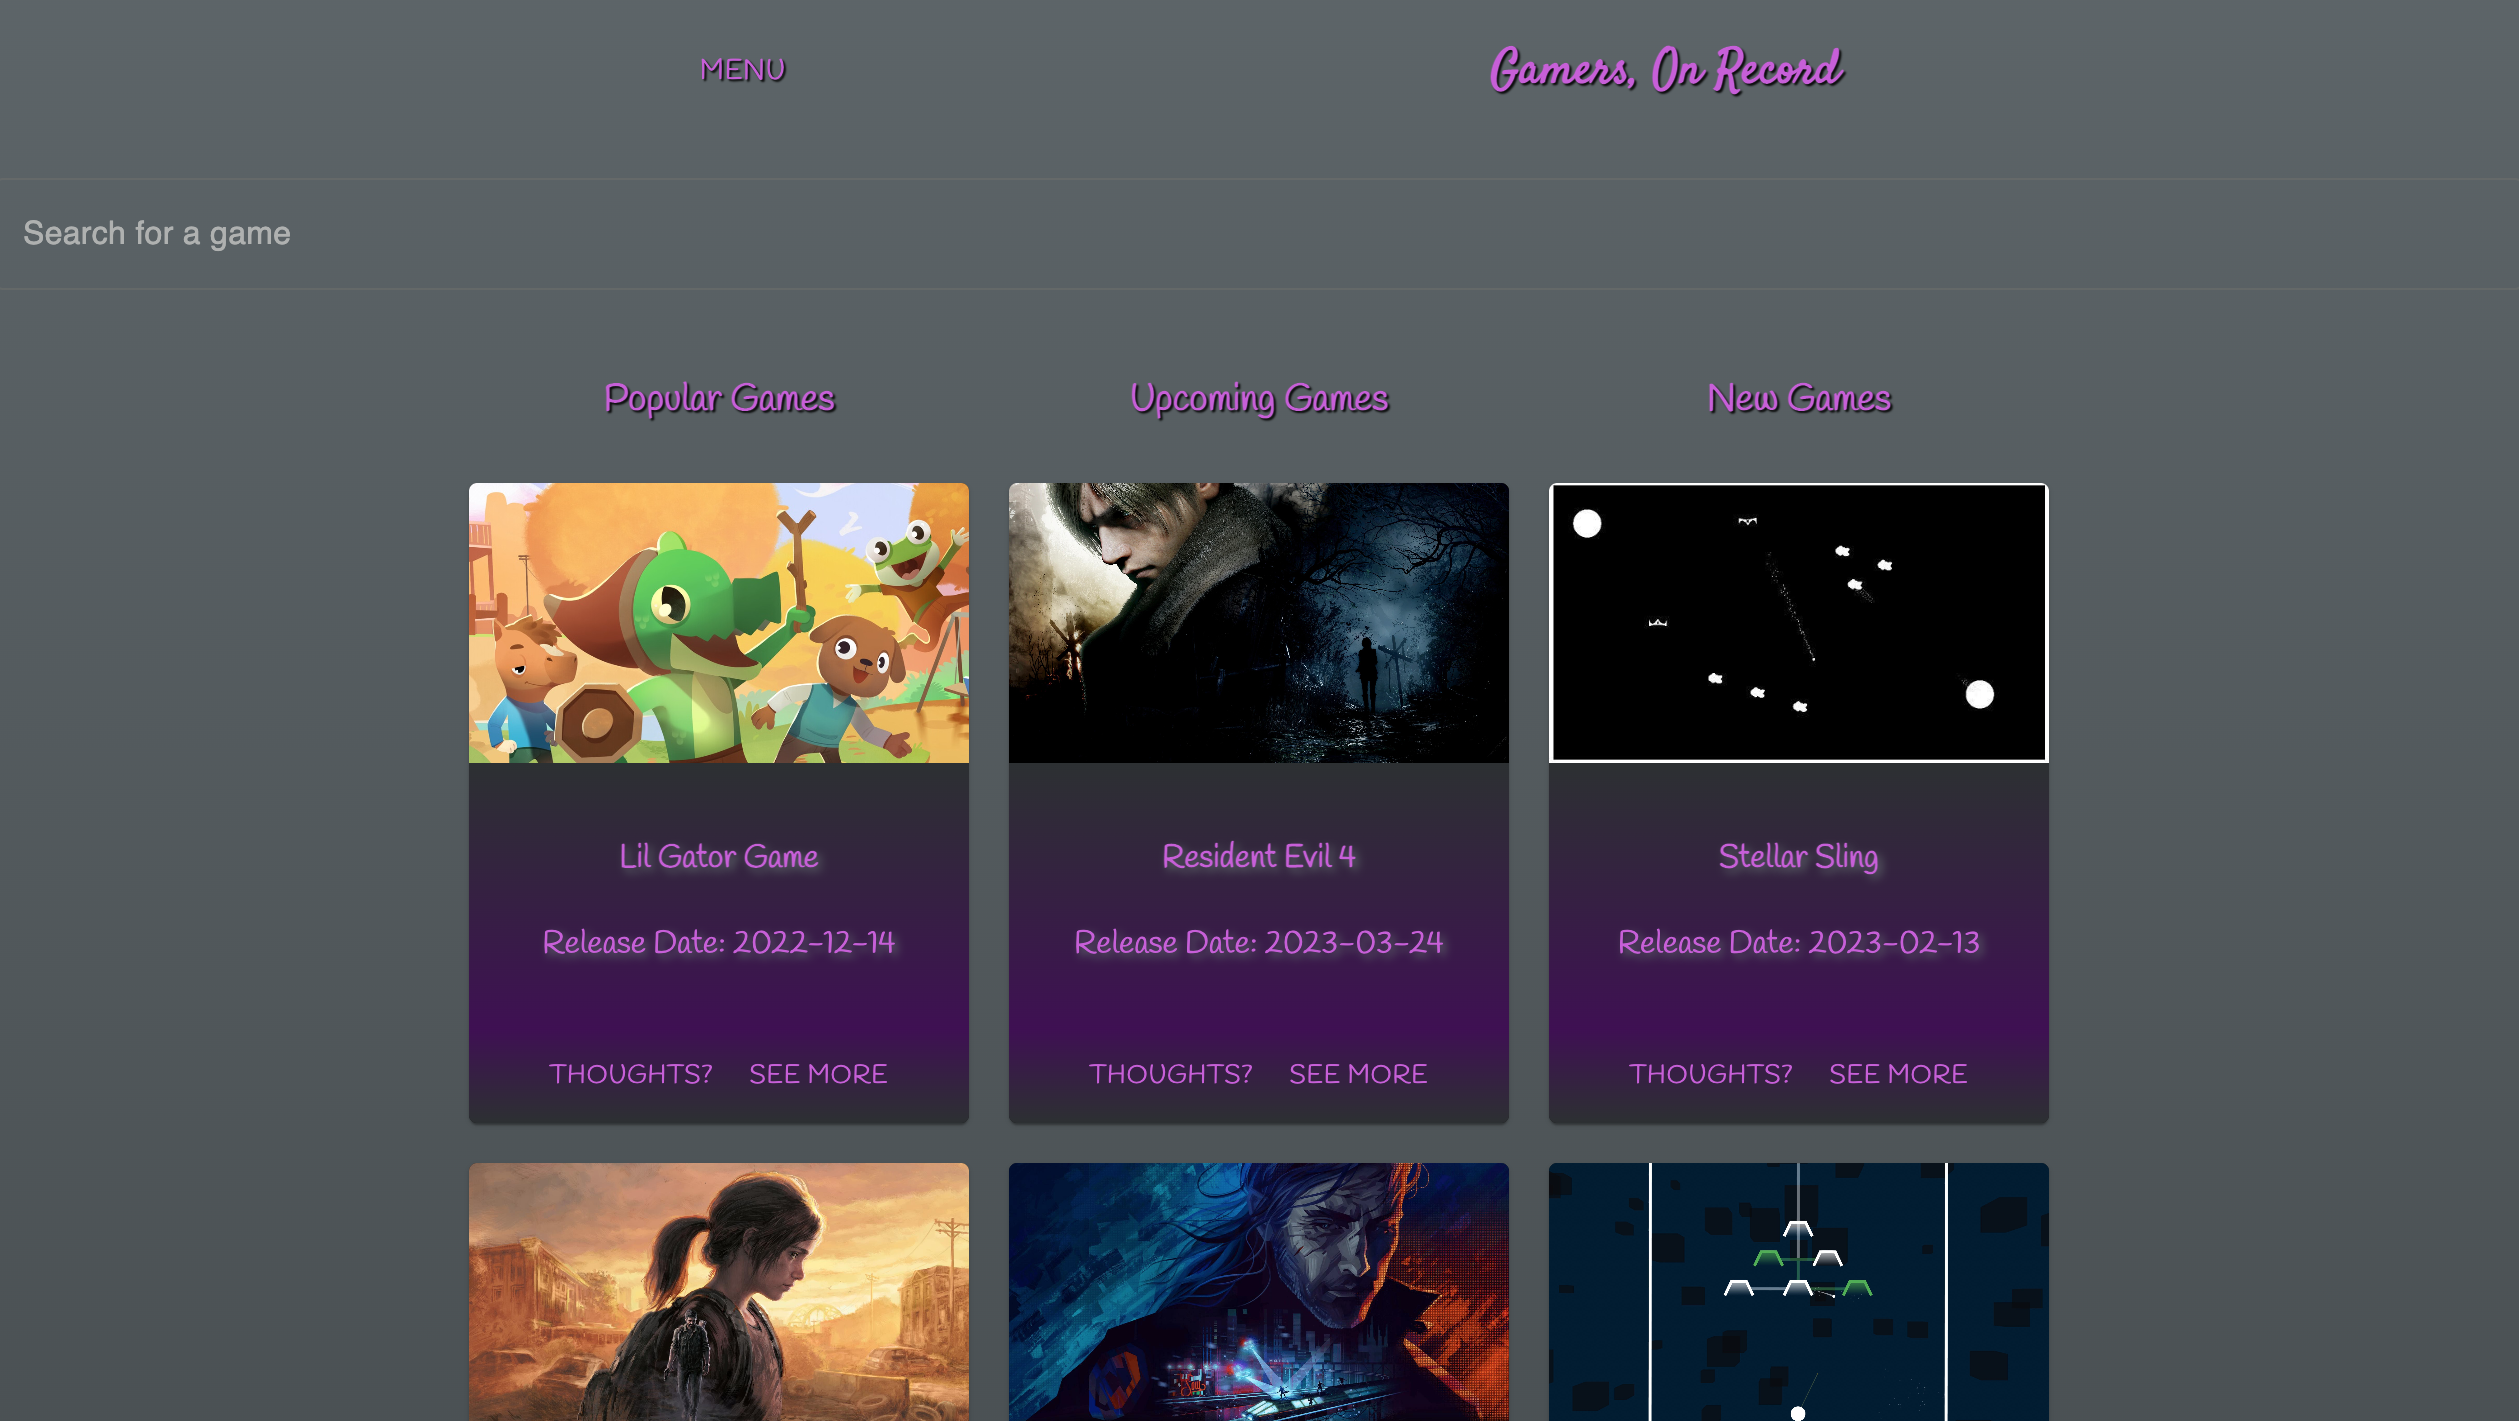 MENU
Gamers, On Record
Search for a game
Popular Games
Upcoming Games
New Games
Lil Gator Game
Release Date: 2022-12-14
THOUGHTS?
SEE MORE
Resident Evil 4
Release Date: 2023-03-24
THOUGHTS?
SEE MORE
Stellar Sling
Release Date: 2023-02-13
THOUGHTS?
SEE MORE